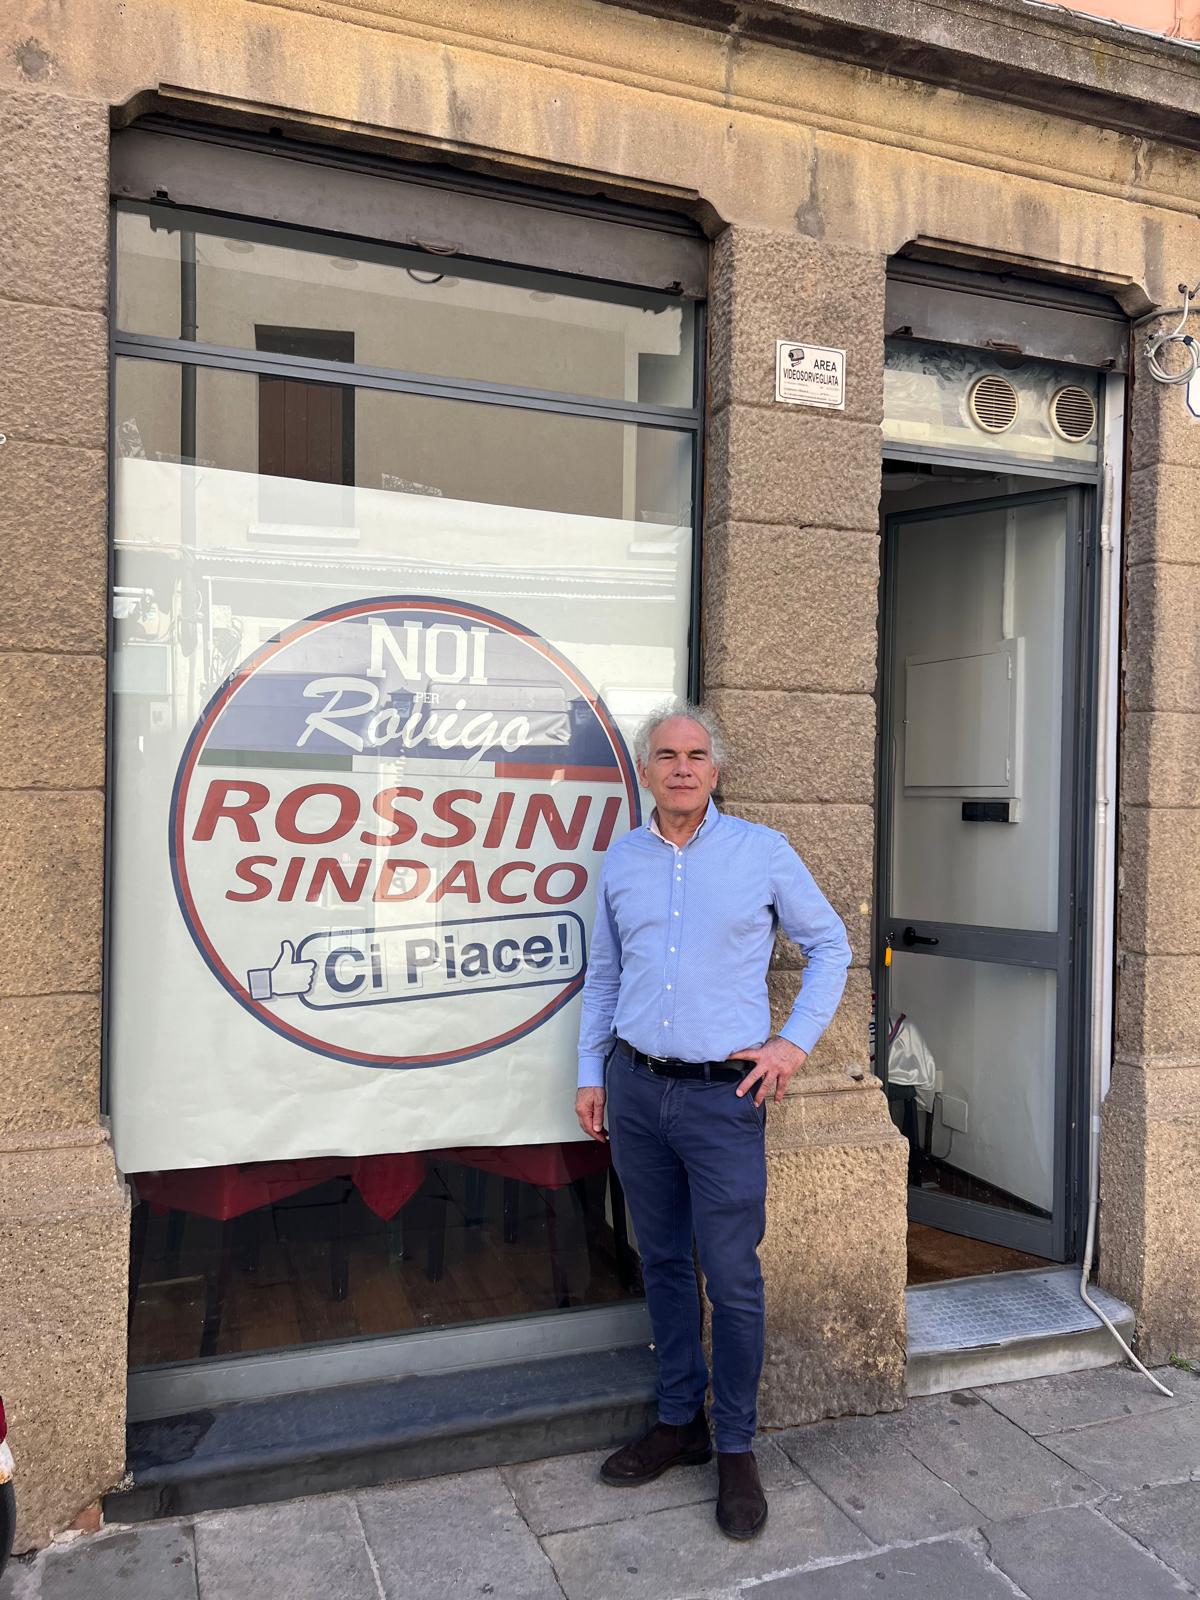 AREA
VIDEOSORVEGLIATA
NOI
PER
Rovigo
ROSSINI
SINDACO
Ci Piace!